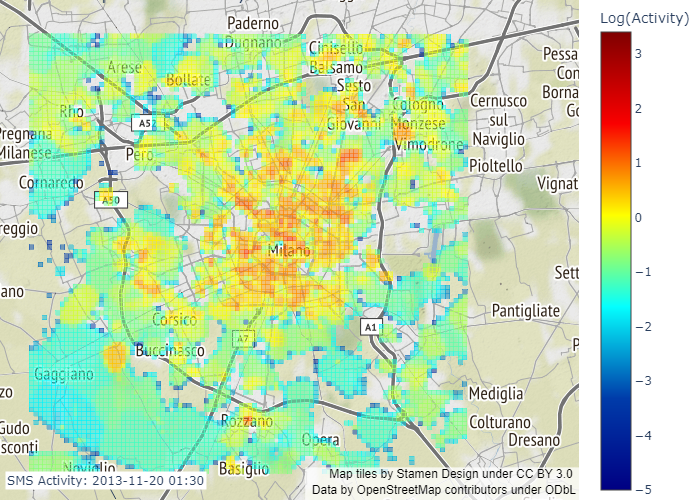 Log(Activity)
Paderno
Dugnano
Cinisello
Balsamo
Arese
Bollate
Sesto
San
Giovanni
Rho
A52
Cologno
Monzese
Vimodrone
Cernusco
sul
Naviglio
Pessa
Con
Borna
Go
Pregnana
Milanese
Pero
Pioltello
Cornaredo
A50
Vignat
reggio
Milano
Sett
ano
Corsico
A7
A1
Pantigliate
P
Buccinasco
Gaggiano
zo
Mediglia
Gudo
sconti
Rozzano
Opera
Colturano
Dresano
Noviglio
Basiglio
3
2
1
0
−1
−2
−3
−4
−5
SMS Activity: 2013-11-20 01:30
Map tiles by Stamen Design under CC BY 3.0
Data by OpenStreetMap contributors under ODbL